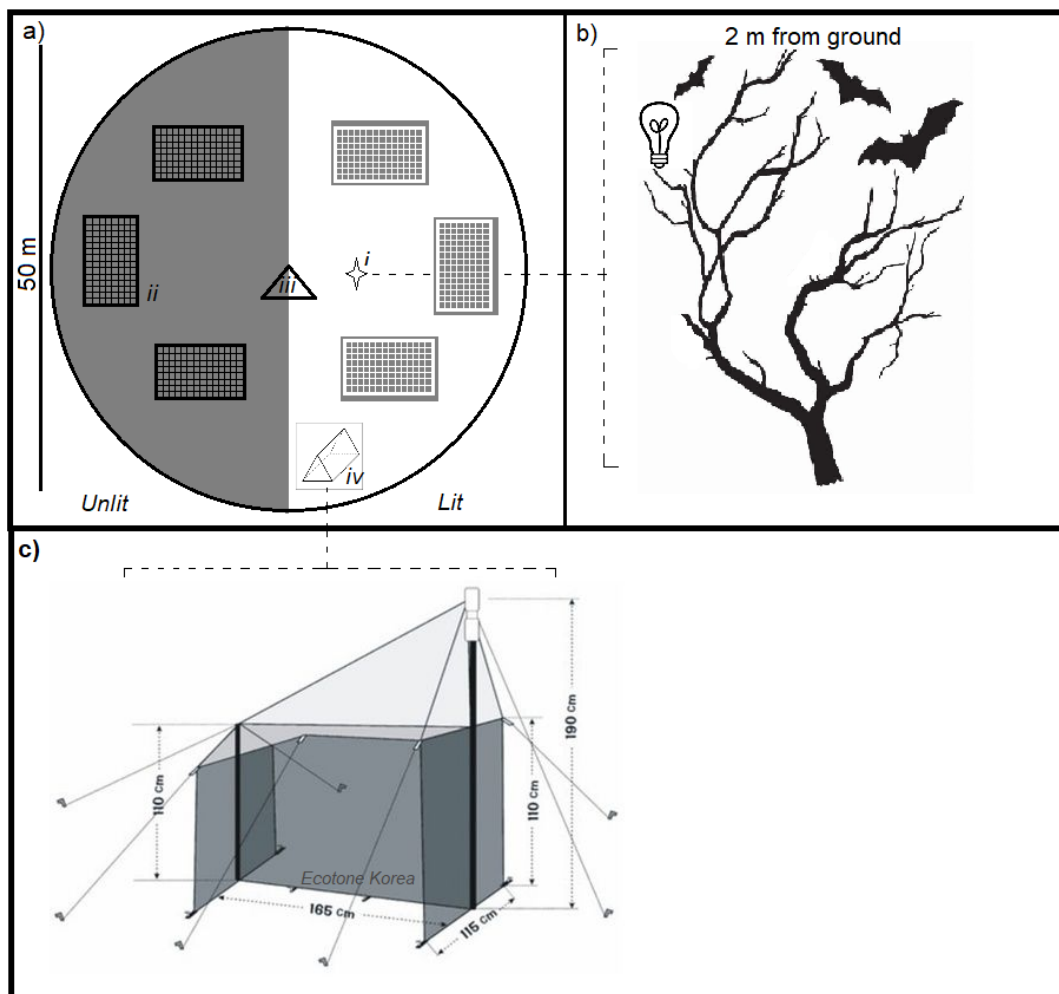 a)
50 m
i
ii
iii
iv
Unlit
Lit
b)
2 m from ground
c)
110 cm
190 cm
110 cm
Ecotone Korea
165 cm
115 cm